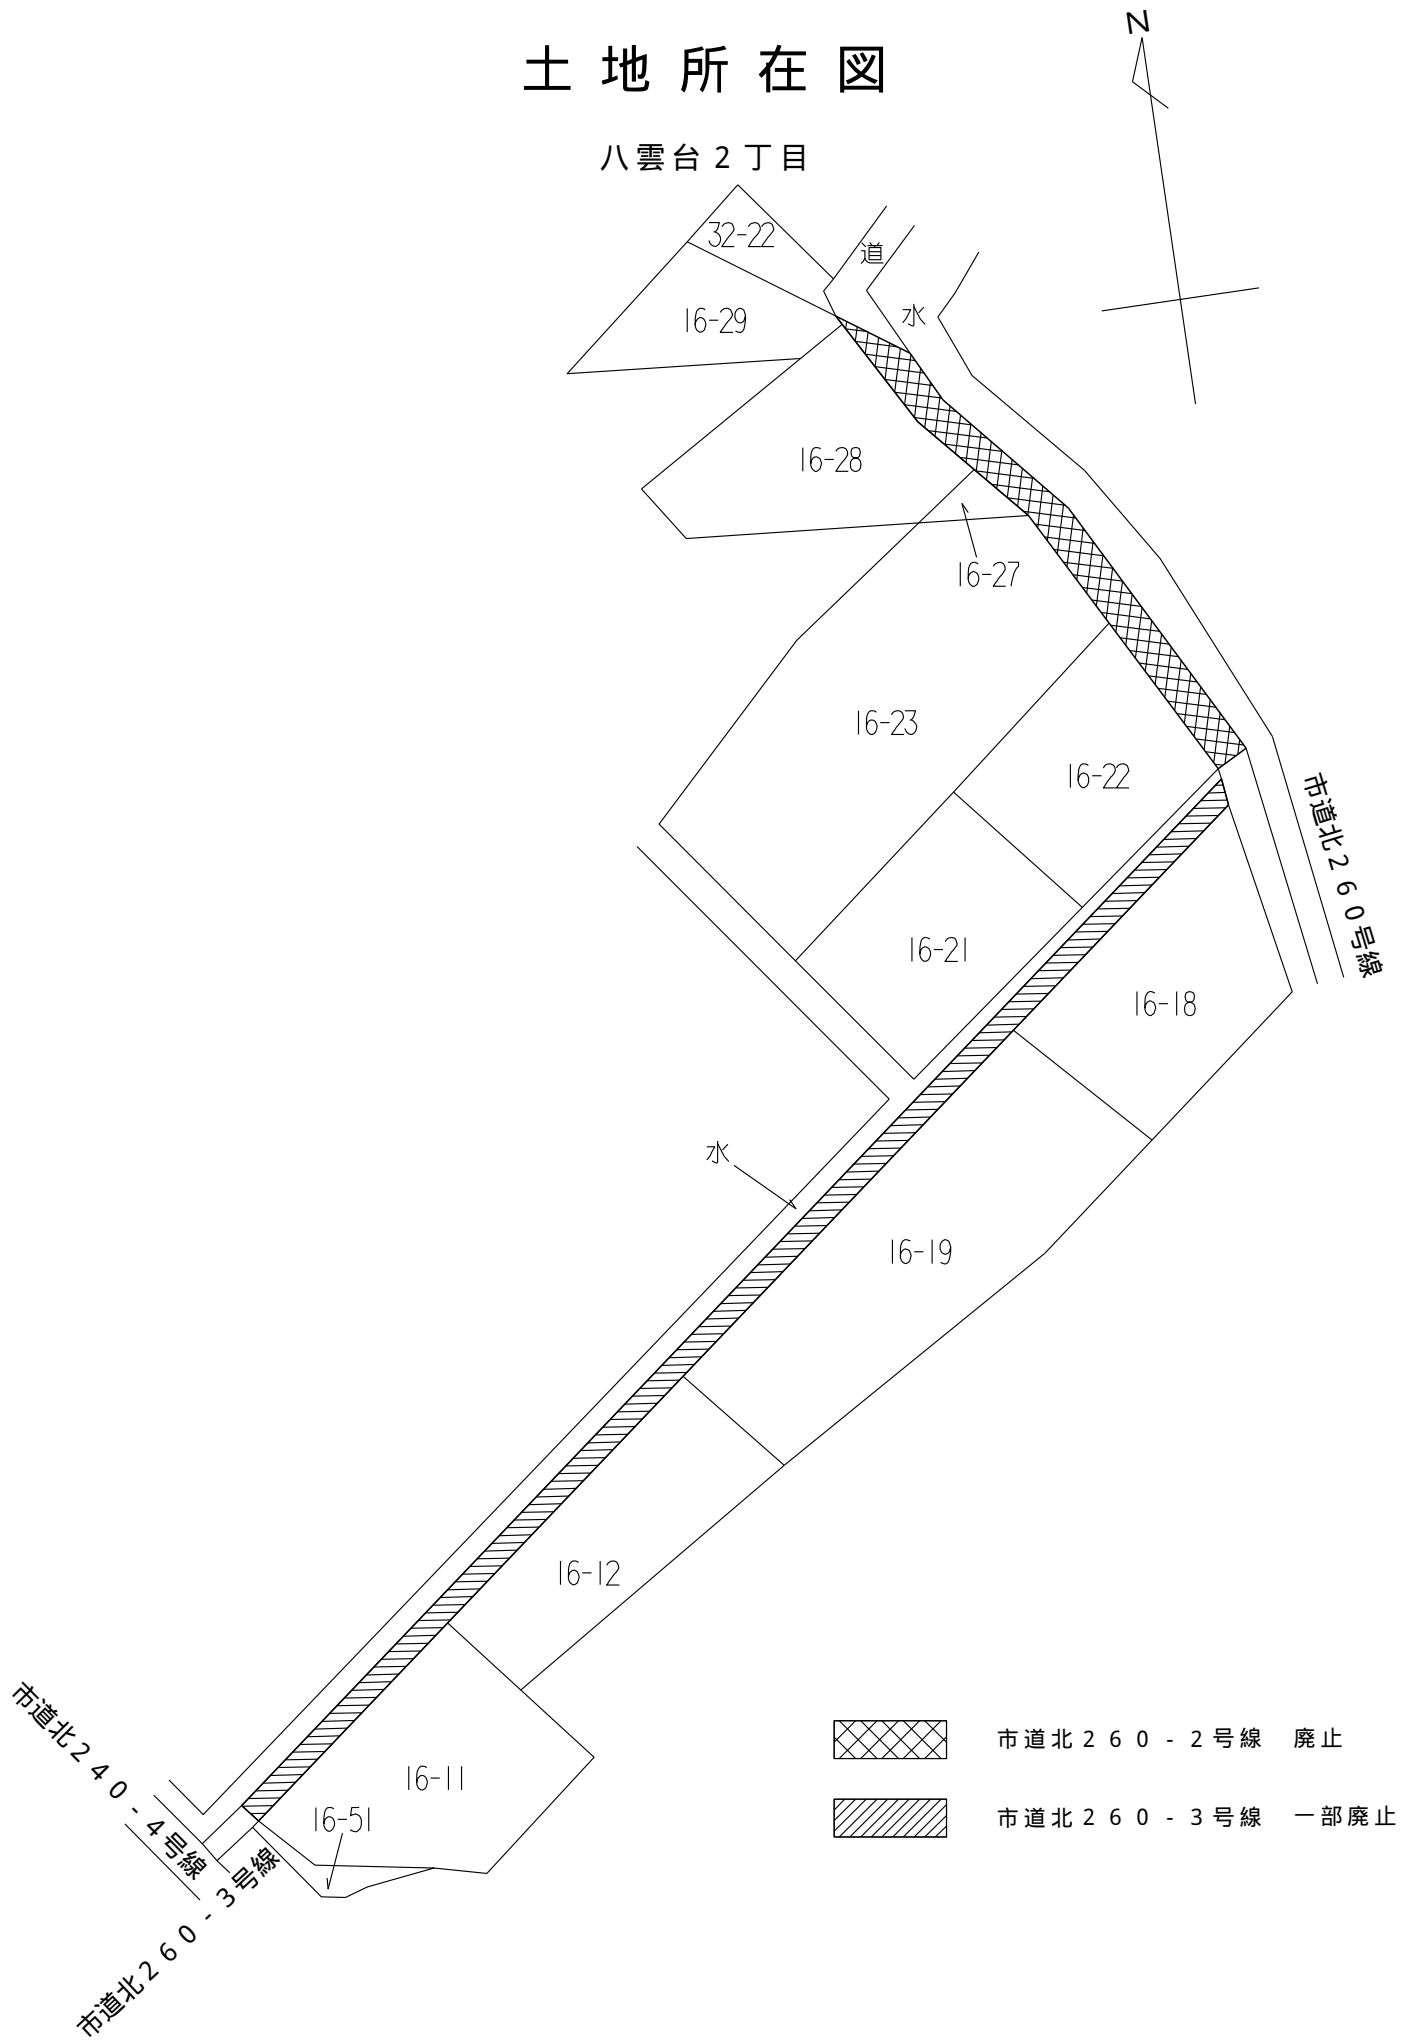 土地所在図
N
八雲台２丁目
32-22
道
16-29
水
16-28
16-27
16-23
16-22
市道北２６０号線
16-21
16-18
水
16-19
16-12
市道北２４０-４号線
16-11
16-51
市道北２６０-３号線
市道北２６０-２号線　廃止
市道北２６０-３号線　一部廃止